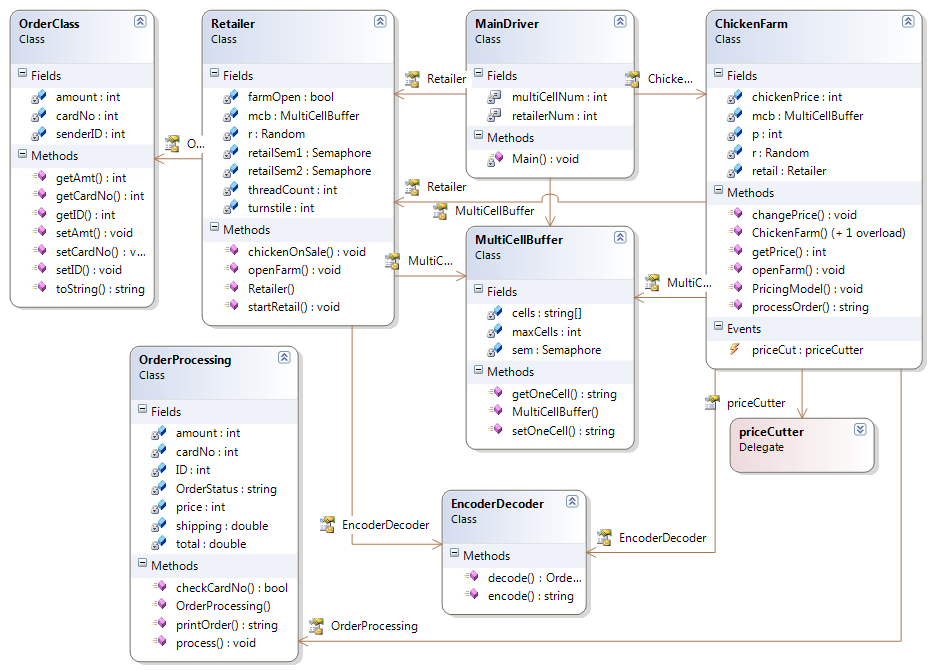 OrderClass
Class
Fields
amount : int
cardNo : int
senderID : int
Methods
getAmt() : int
getCardNo() : int
getID() : int
setAmt() : void
setCardNo() : v...
setID() : void
toString() : string
O...
Retailer
Class
Fields
farmOpen : bool
mcb : MultiCellBuffer
r : Random
retailSem1 : Semaphore
retailSem2 : Semaphore
threadCount : int
turnstile : int
Methods
chickenOnSale() : void
openFarm() : void
Retailer()
startRetail() : void
Retailer
MainDriver
Class
Fields
multiCellNum : int
retailerNum : int
Methods
Main() : void
Chicke...
Retailer
MultiCellBuffer
MultiC...
MultiCellBuffer
Class
Fields
cells : string[]
maxCells : int
sem : Semaphore
Methods
getOneCell() : string
MultiCellBuffer()
setOneCell() : string
MultiC...
ChickenFarm
Class
Fields
chickenPrice : int
mcb : MultiCellBuffer
p : int
r : Random
retail : Retailer
Methods
changePrice() : void
ChickenFarm() (+ 1 overload)
getPrice() : int
openFarm() : void
PricingModel() : void
processOrder() : string
Events
priceCut : priceCutter
priceCutter
priceCutter
Delegate
OrderProcessing
Class
Fields
amount : int
cardNo : int
ID : int
OrderStatus : string
price : int
shipping : double
total : double
Methods
checkCardNo() : bool
OrderProcessing()
printOrder() : string
process() : void
EncoderDecoder
EncoderDecoder
Class
Methods
decode() : Orde...
encode() : string
EncoderDecoder
OrderProcessing